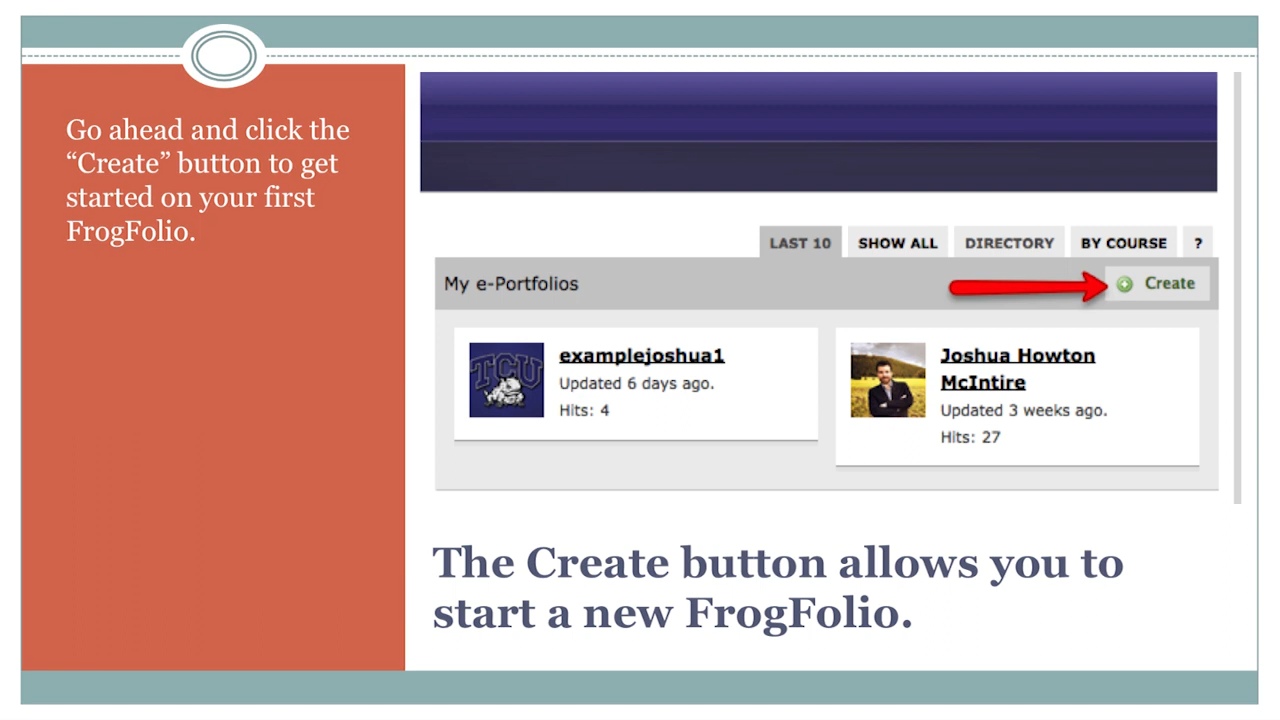 Go ahead and click the
“Create” button to get
started on your first
FrogFolio.
LAST 10 SHOW ALL DIRECTORY BY COURSE ?
My e-Portfolios Create
TCU
examplejoshua1
Updated 6 days ago.
Hits: 4
Joshua Howton
McIntire
Updated 3 weeks ago.
Hits: 27
The Create button allows you to
start a new FrogFolio.